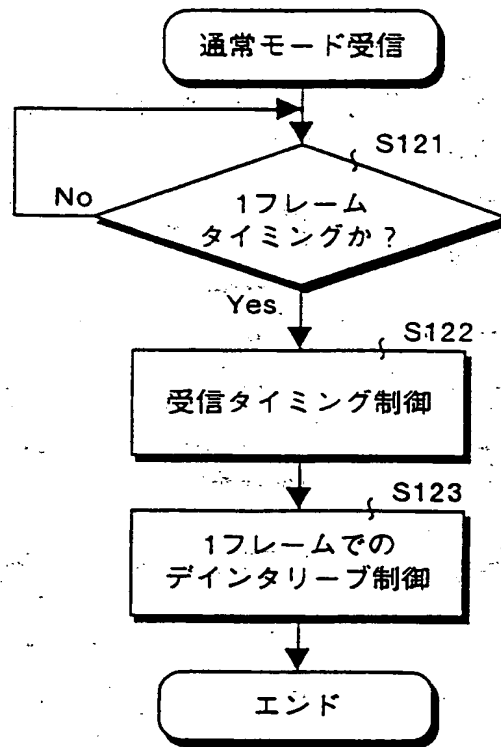 通常モード受信
S121
No
1フレーム
タイミングか？
Yes
S122
受信タイミング制御
S123
1フレームでの
デインタリーブ制御
エンド